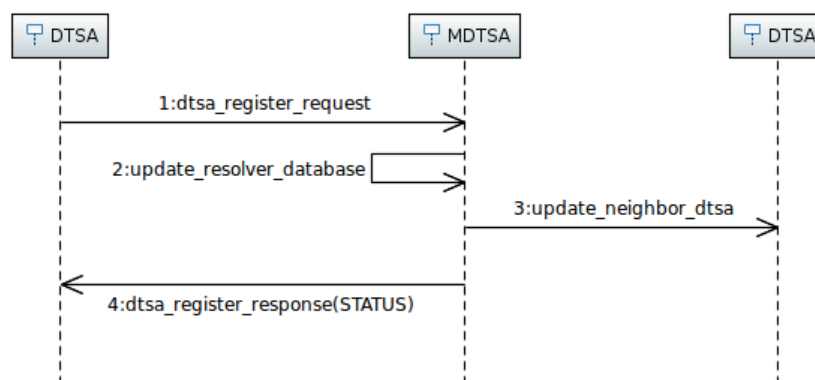 DTSA
MDTSA
DTSA
1:dtsa_register_request
2:update_resolver_database
3:update_neighbor_dtsa
4:dtsa_register_response(STATUS)